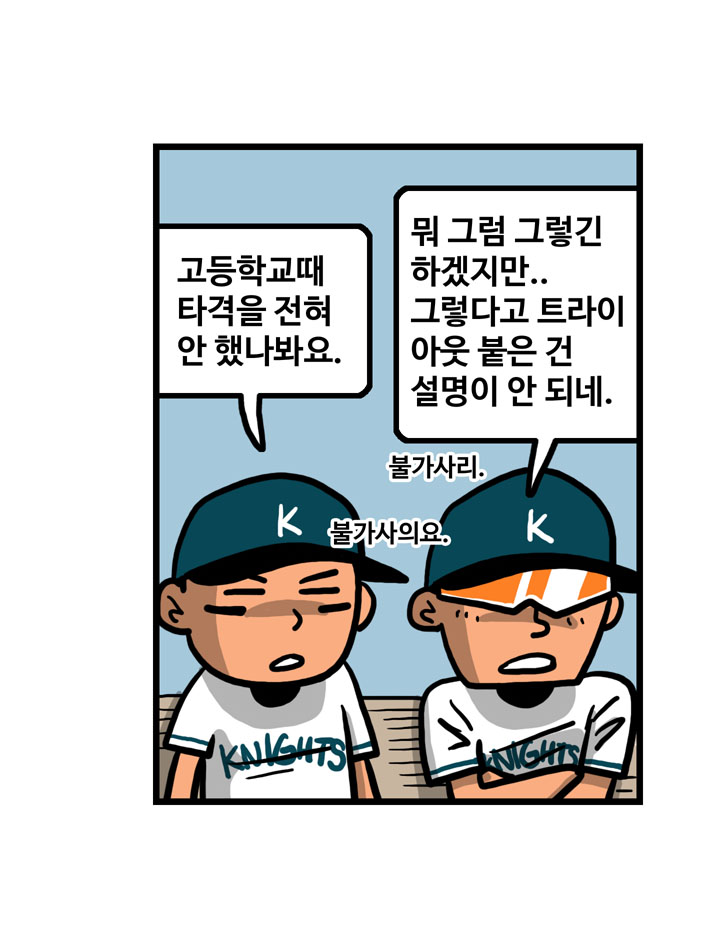 고등학교때
타격을 전혀
안 했나봐요.
뭐 그럼 그렇긴
하겠지만..
그렇다고 트라이
아웃 붙은 건
설명이 안 되네.
불가사리.
불가사의요.
K
K
KNIGHTS
KNIGHTS